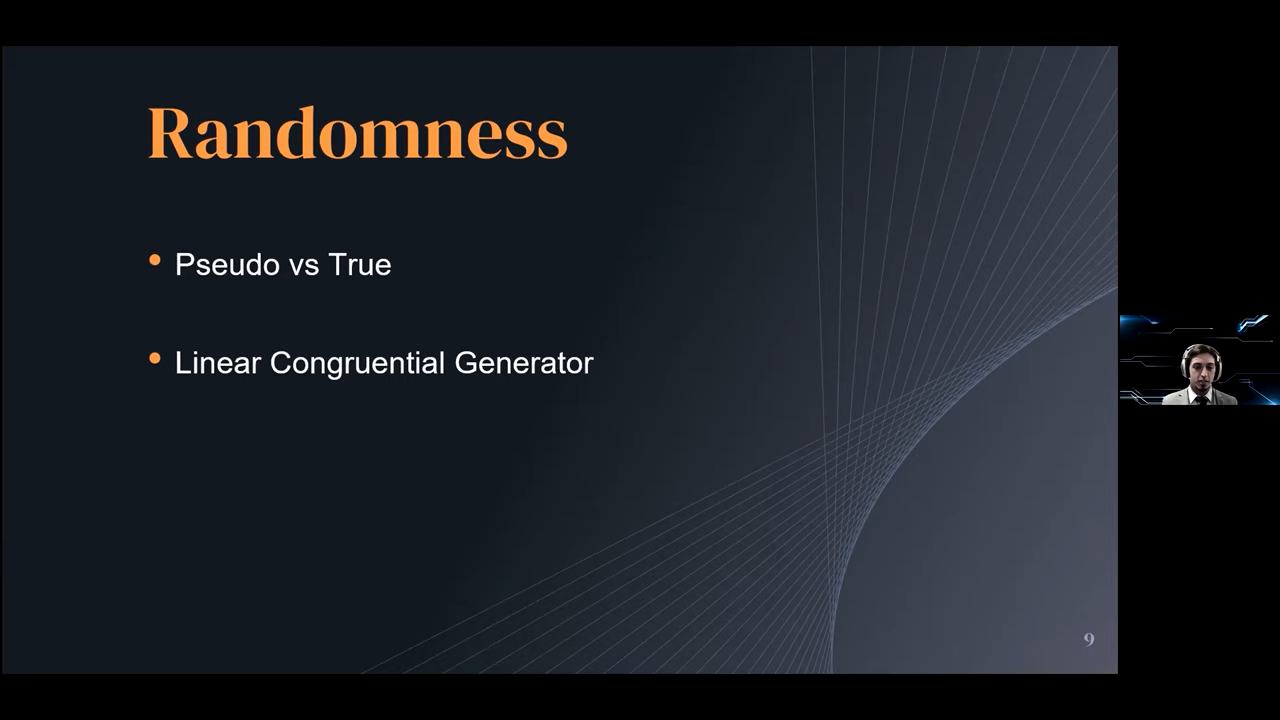 Randomness
• Pseudo vs True
• Linear Congruential Generator
9